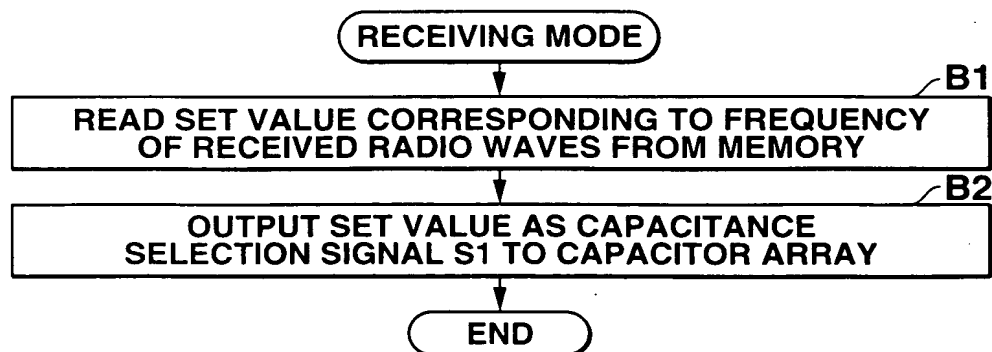 RECEIVING MODE
B1
READ SET VALUE CORRESPONDING TO FREQUENCY
OF RECEIVED RADIO WAVES FROM MEMORY
B2
OUTPUT SET VALUE AS CAPACITANCE
SELECTION SIGNAL S1 TO CAPACITOR ARRAY
END